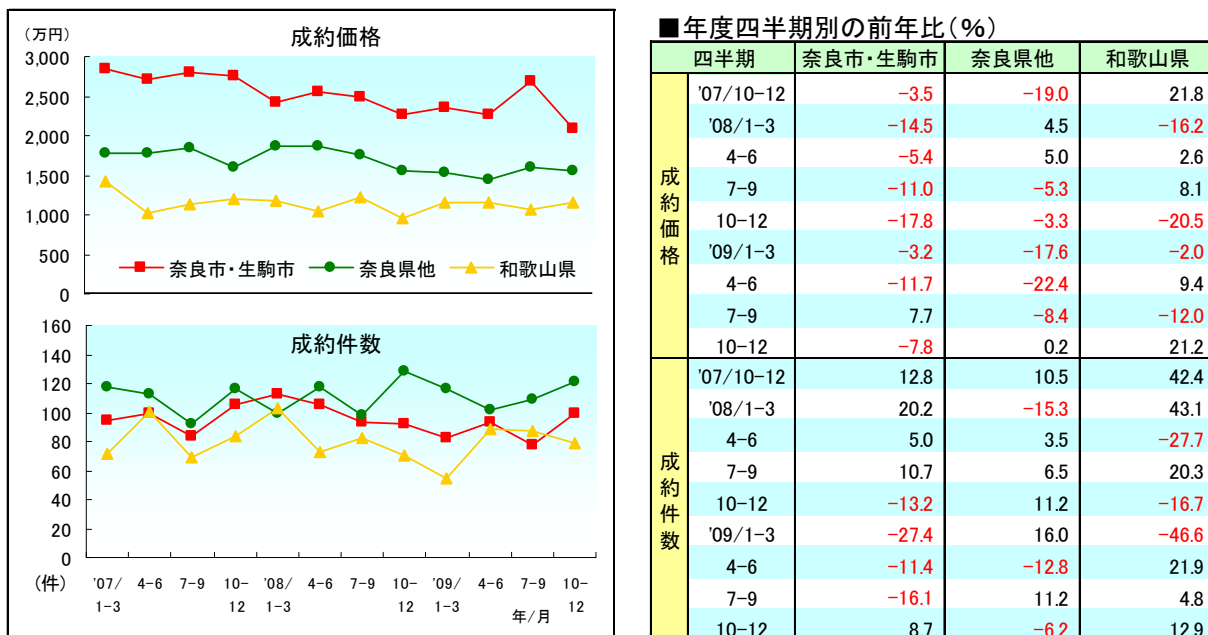 (万円)
成約価格
3,000
2,500
2,000
1,500
1,000
500
0
奈良市・生駒市 奈良県他 和歌山県
成約件数
160
140
120
100
80
60
40
20
0
(件) '07/1-3 4-6 7-9 10-12 '08/1-3 4-6 7-9 10-12 '09/1-3 4-6 7-9 10-12
年/月
■年度四半期別の前年比(%)
四半期 奈良市・生駒市 奈良県他 和歌山県
成約価格
'07/10-12 -3.5 -19.0 21.8
'08/1-3 -14.5 4.5 -16.2
4-6 -5.4 5.0 2.6
7-9 -11.0 -5.3 8.1
10-12 -17.8 -3.3 -20.5
'09/1-3 -3.2 -17.6 -2.0
4-6 -11.7 -22.4 9.4
7-9 7.7 -8.4 -12.0
10-12 -7.8 0.2 21.2
成約件数
'07/10-12 12.8 10.5 42.4
'08/1-3 20.2 -15.3 43.1
4-6 5.0 3.5 -27.7
7-9 10.7 6.5 20.3
10-12 -13.2 11.2 -16.7
'09/1-3 -27.4 16.0 -46.6
4-6 -11.4 -12.8 21.9
7-9 -16.1 11.2 4.8
10-12 8.7 -6.2 12.9